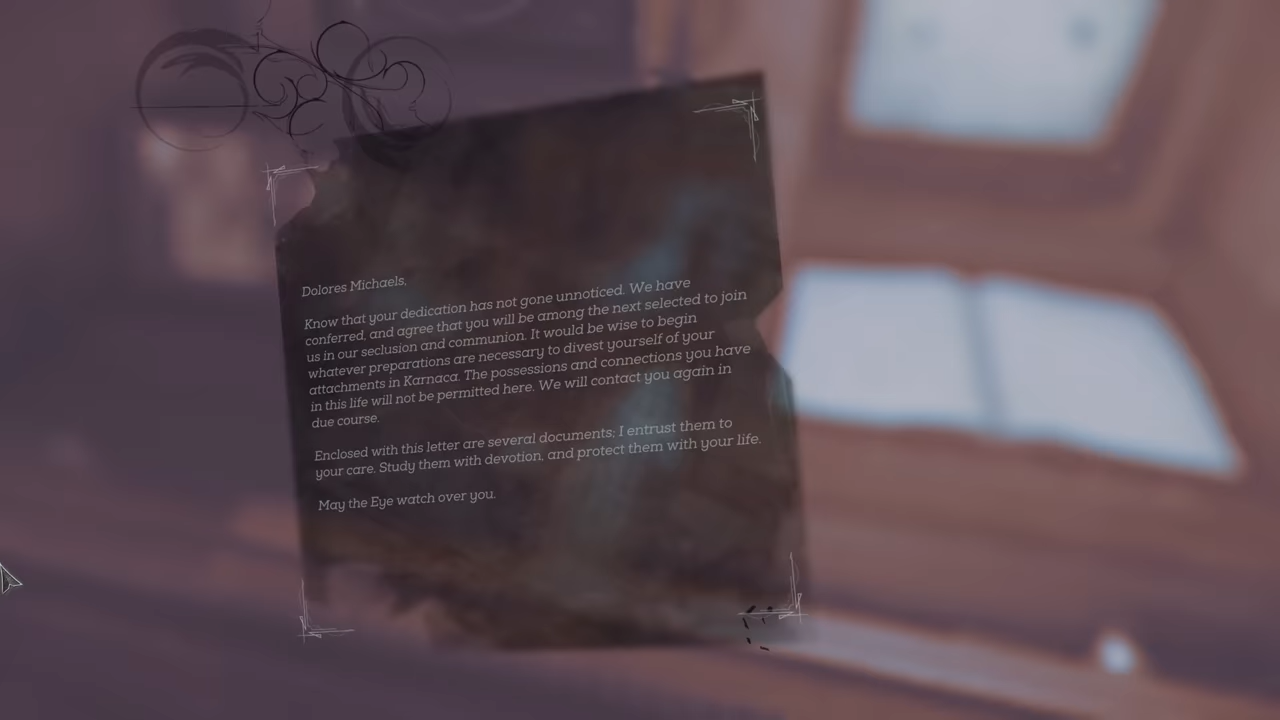 Dolores Michaels,
Know that your dedication has not gone unnoticed. We have
conferred, and agree that you will be among the next selected to join
us in our seclusion and communion. It would be wise to begin
whatever preparations are necessary to divest yourself of your
attachments in Karnaca. The possessions and connections you have
in this life will not be permitted here. We will contact you again in
due course.
Enclosed with this letter are several documents; I entrust them to
your care. Study them with devotion, and protect them with your life.
May the Eye watch over you.